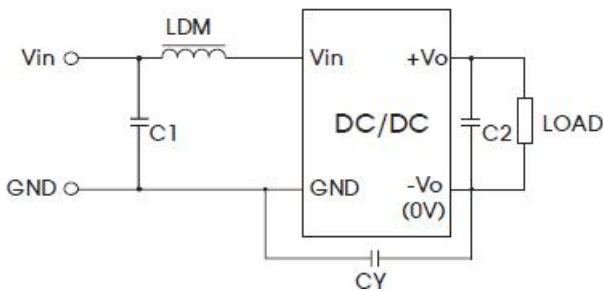 LDM
Vin
Vin
+Vo
C1
DC/DC
C2
LOAD
GND
GND
-Vo
(0V)
CY